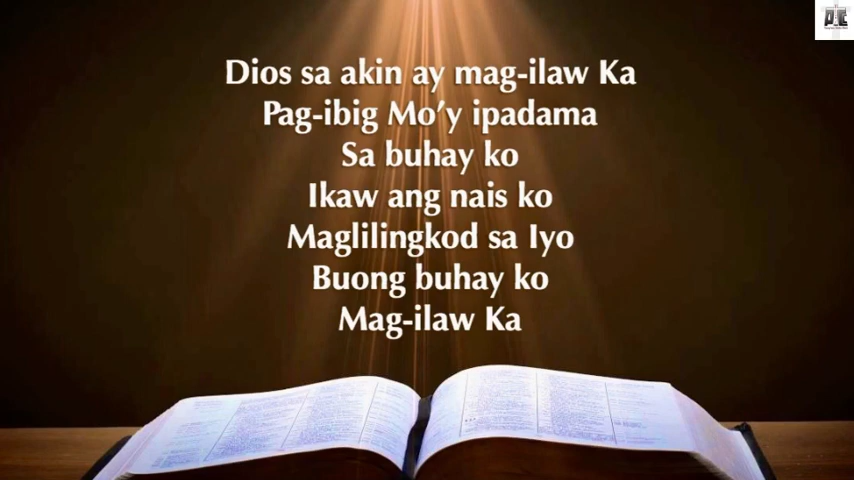 Dios sa akin ay mag-ilaw Ka
Pag-ibig Mo'y ipadama
Sa buhay ko
Ikaw ang nais ko
Maglilingkod sa Iyo
Buong buhay ko
Mag-ilaw Ka